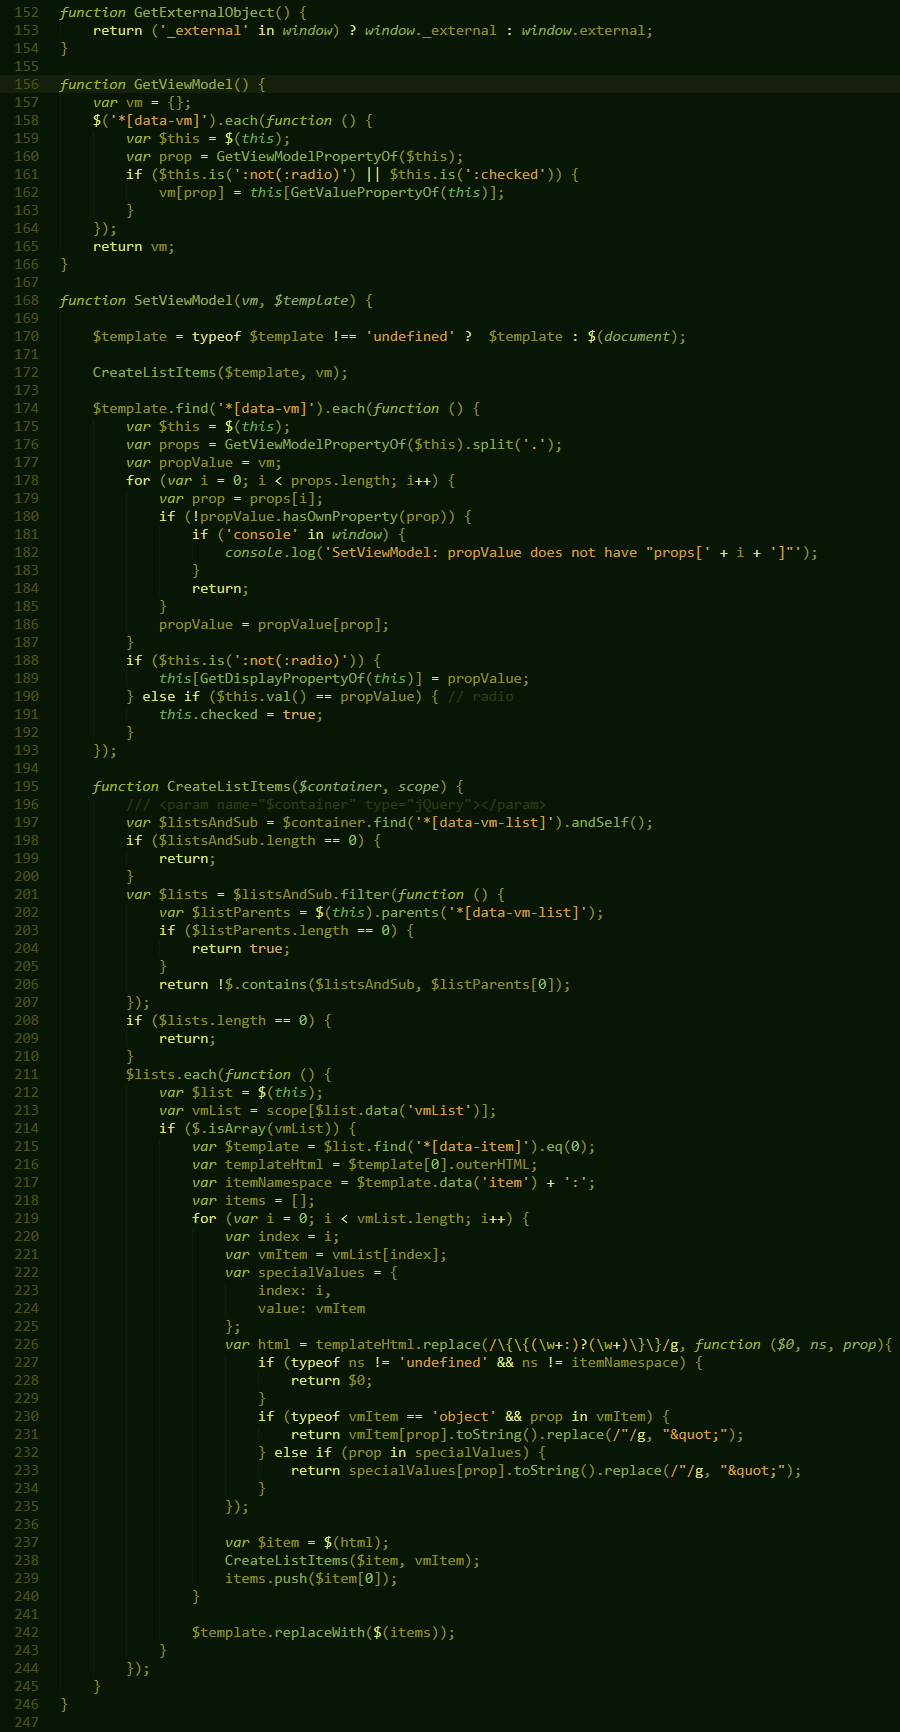 152 function GetExternalObject() {
153     return ('_external' in window) ? window._external : window.external;
154 }
155
156 function GetViewModel() {
157     var vm = {};
158     $('*[data-vm]').each(function () {
159         var $this = $(this);
160         var prop = GetViewModelPropertyOf($this);
161         if ($this.is(':not(:radio)') || $this.is(':checked')) {
162             vm[prop] = this[GetValuePropertyOf(this)];
163         }
164     });
165     return vm;
166 }
167
168 function SetViewModel(vm, $template) {
169
170     $template = typeof $template !== 'undefined' ?  $template : $(document);
171
172     CreateListItems($template, vm);
173
174     $template.find('*[data-vm]').each(function () {
175         var $this = $(this);
176         var props = GetViewModelPropertyOf($this).split('.');
177         var propValue = vm;
178         for (var i = 0; i < props.length; i++) {
179             var prop = props[i];
180             if (!propValue.hasOwnProperty(prop)) {
181                 if ('console' in window) {
182                     console.log('SetViewModel: propValue does not have "props[' + i + ']"');
183                 }
184                 return;
185             }
186             propValue = propValue[prop];
187         }
188         if ($this.is(':not(:radio)')) {
189             this[GetDisplayPropertyOf(this)] = propValue;
190         } else if ($this.val() == propValue) { // radio
191             this.checked = true;
192         }
193     });
194
195     function CreateListItems($container, scope) {
196         /// <param name="$container" type="jQuery"></param>
197         var $listsAndSub = $container.find('*[data-vm-list]').andSelf();
198         if ($listsAndSub.length == 0) {
199             return;
200         }
201         var $lists = $listsAndSub.filter(function () {
202             var $listParents = $(this).parents('*[data-vm-list]');
203             if ($listParents.length == 0) {
204                 return true;
205             }
206             return !$.contains($listsAndSub, $listParents[0]);
207         });
208         if ($lists.length == 0) {
209             return;
210         }
211         $lists.each(function () {
212             var $list = $(this);
213             var vmList = scope[$list.data('vmList')];
214             if ($.isArray(vmList)) {
215                 var $template = $list.find('*[data-item]').eq(0);
216                 var templateHtml = $template[0].outerHTML;
217                 var itemNamespace = $template.data('item') + ':';
218                 var items = [];
219                 for (var i = 0; i < vmList.length; i++) {
220                     var index = i;
221                     var vmItem = vmList[index];
222                     var specialValues = {
223                         index: i,
224                         value: vmItem
225                     };
226                     var html = templateHtml.replace(/\{\{(\w+:)?(\w+)\}\}/g, function ($0, ns, prop){
227                         if (typeof ns != 'undefined' && ns != itemNamespace) {
228                             return $0;
229                         }
230                         if (typeof vmItem == 'object' && prop in vmItem) {
231                             return vmItem[prop].toString().replace(/"/g, "&quot;");
232                         } else if (prop in specialValues) {
233                             return specialValues[prop].toString().replace(/"/g, "&quot;");
234                         }
235                     });
236
237                     var $item = $(html);
238                     CreateListItems($item, vmItem);
239                     items.push($item[0]);
240                 }
241
242                 $template.replaceWith($(items));
243             }
244         });
245     }
246 }
247